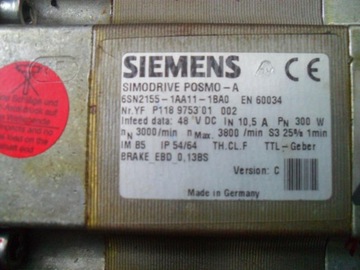 SIEMENS
SIMODRIVE POSMO-A
6SN2155-1AA11-1BA0 EN 60034
Nr.YF P118 9753 01 002
Infeed data: 48 V DC IN 10,5 A PN 300 W
nN 3000/min n Max. 3800 /min S3 25% 1min
IM B5 IP 54/64 TH.CL.F TTL-Geber
BRAKE EBD 0,13BS
Version: C
Made in Germany